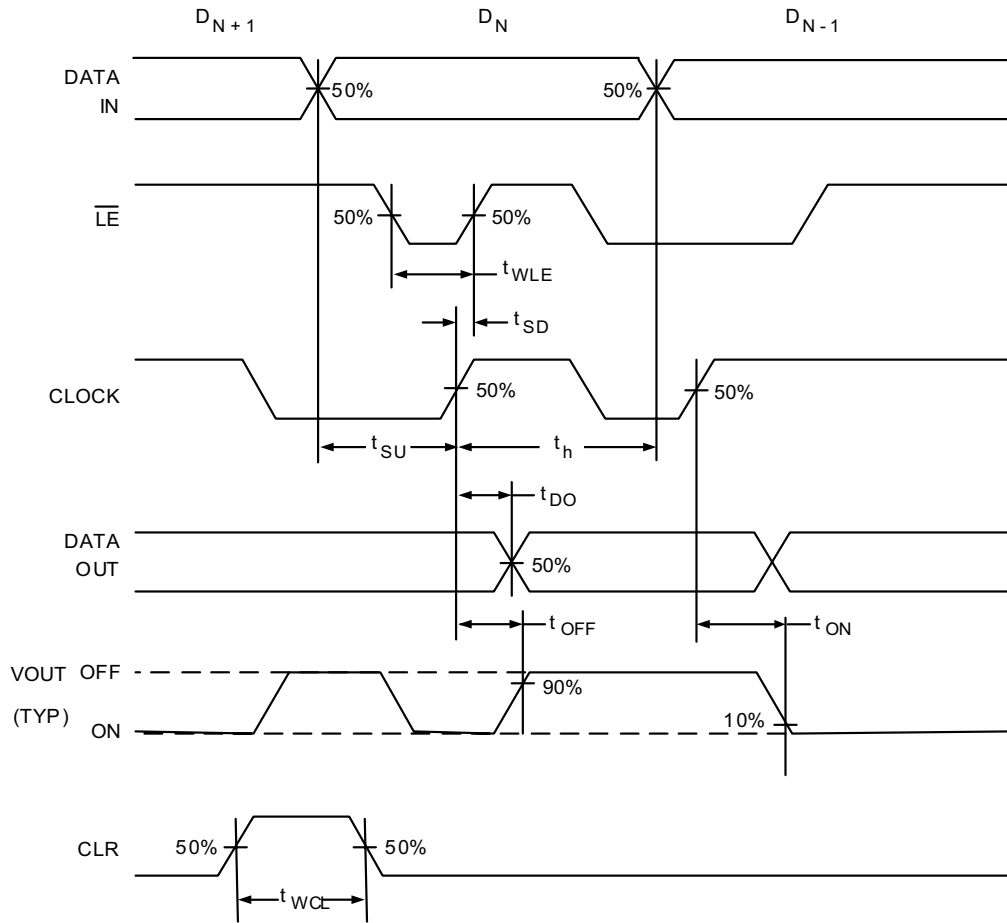 D N + 1 D N D N-1
DATA IN
50% 50%
LE
50% 50%
t WLE
t SD
CLOCK
50% 50%
t SU t h
t DO
DATA OUT
50%
t OFF t ON
VOUT (TYP)
OFF
90%
10%
ON
CLR
50% 50%
t WCL